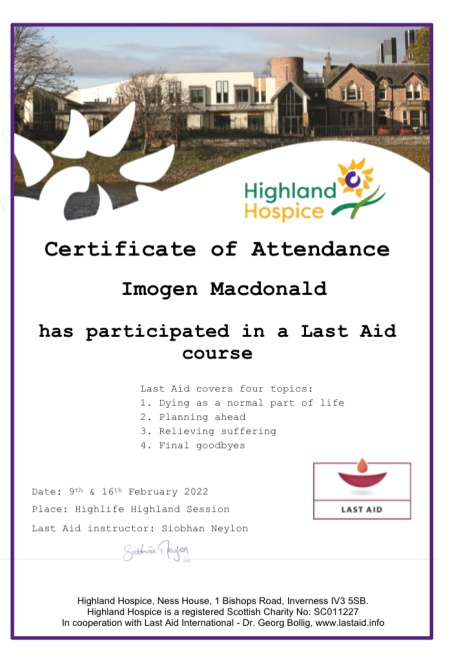 Highland
Hospice
Certificate of Attendance
Imogen Macdonald
has participated in a Last Aid
course
Last Aid covers four topics:
1. Dying as a normal part of life
2. Planning ahead
3. Relieving suffering
4. Final goodbyes
LAST AID
Date: 9th & 16th February 2022
Place: Highlife Highland Session
Last Aid instructor: Siobhan Neylon
Siobhán Neylon
Highland Hospice, Ness House, 1 Bishops Road, Inverness IV3 5SB.
Highland Hospice is a registered Scottish Charity No: SC011227
In cooperation with Last Aid International - Dr. Georg Bollig, www.lastaid.info